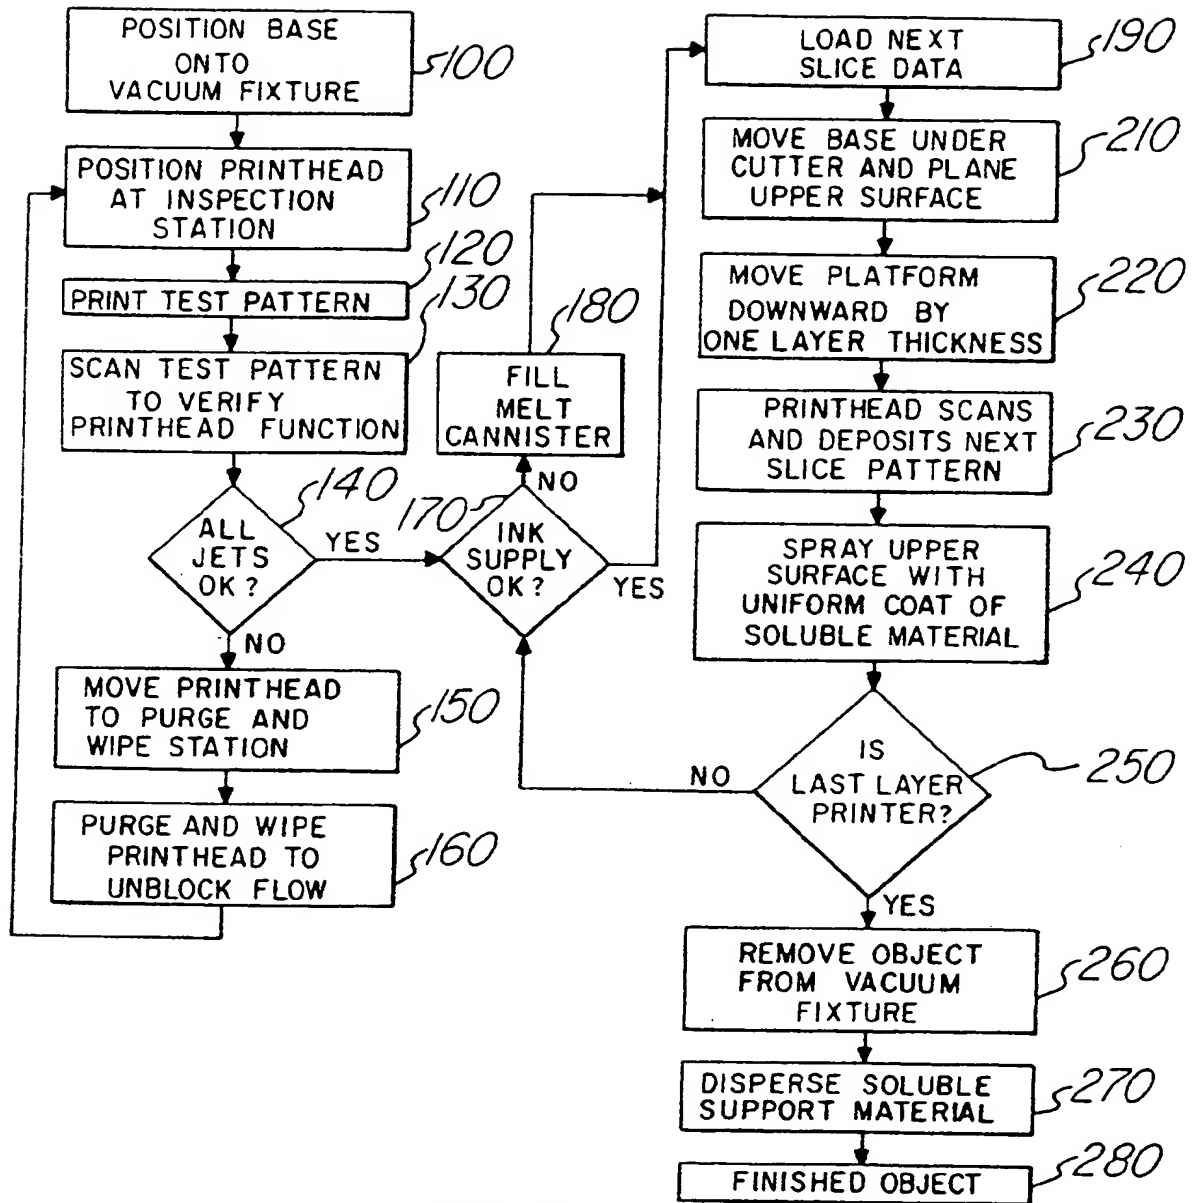 POSITION BASE
ONTO
VACUUM FIXTURE
100
POSITION PRINTHEAD
AT INSPECTION
STATION
110
PRINT TEST PATTERN
120
SCAN TEST PATTERN
TO VERIFY
PRINTHEAD FUNCTION
130
ALL
JETS
OK?
140
YES
NO
MOVE PRINTHEAD
TO PURGE AND
WIPE STATION
150
PURGE AND WIPE
PRINTHEAD TO
UNBLOCK FLOW
160
INK
SUPPLY
OK?
170
NO
YES
FILL
MELT
CANNISTER
180
LOAD NEXT
SLICE DATA
190
MOVE BASE UNDER
CUTTER AND PLANE
UPPER SURFACE
210
MOVE PLATFORM
DOWNWARD BY
ONE LAYER THICKNESS
220
PRINTHEAD SCANS
AND DEPOSITS NEXT
SLICE PATTERN
230
SPRAY UPPER
SURFACE WITH
UNIFORM COAT OF
SOLUBLE MATERIAL
240
IS
LAST LAYER
PRINTER?
250
NO
YES
REMOVE OBJECT
FROM VACUUM
FIXTURE
260
DISPERSE SOLUBLE
SUPPORT MATERIAL
270
FINISHED OBJECT
280